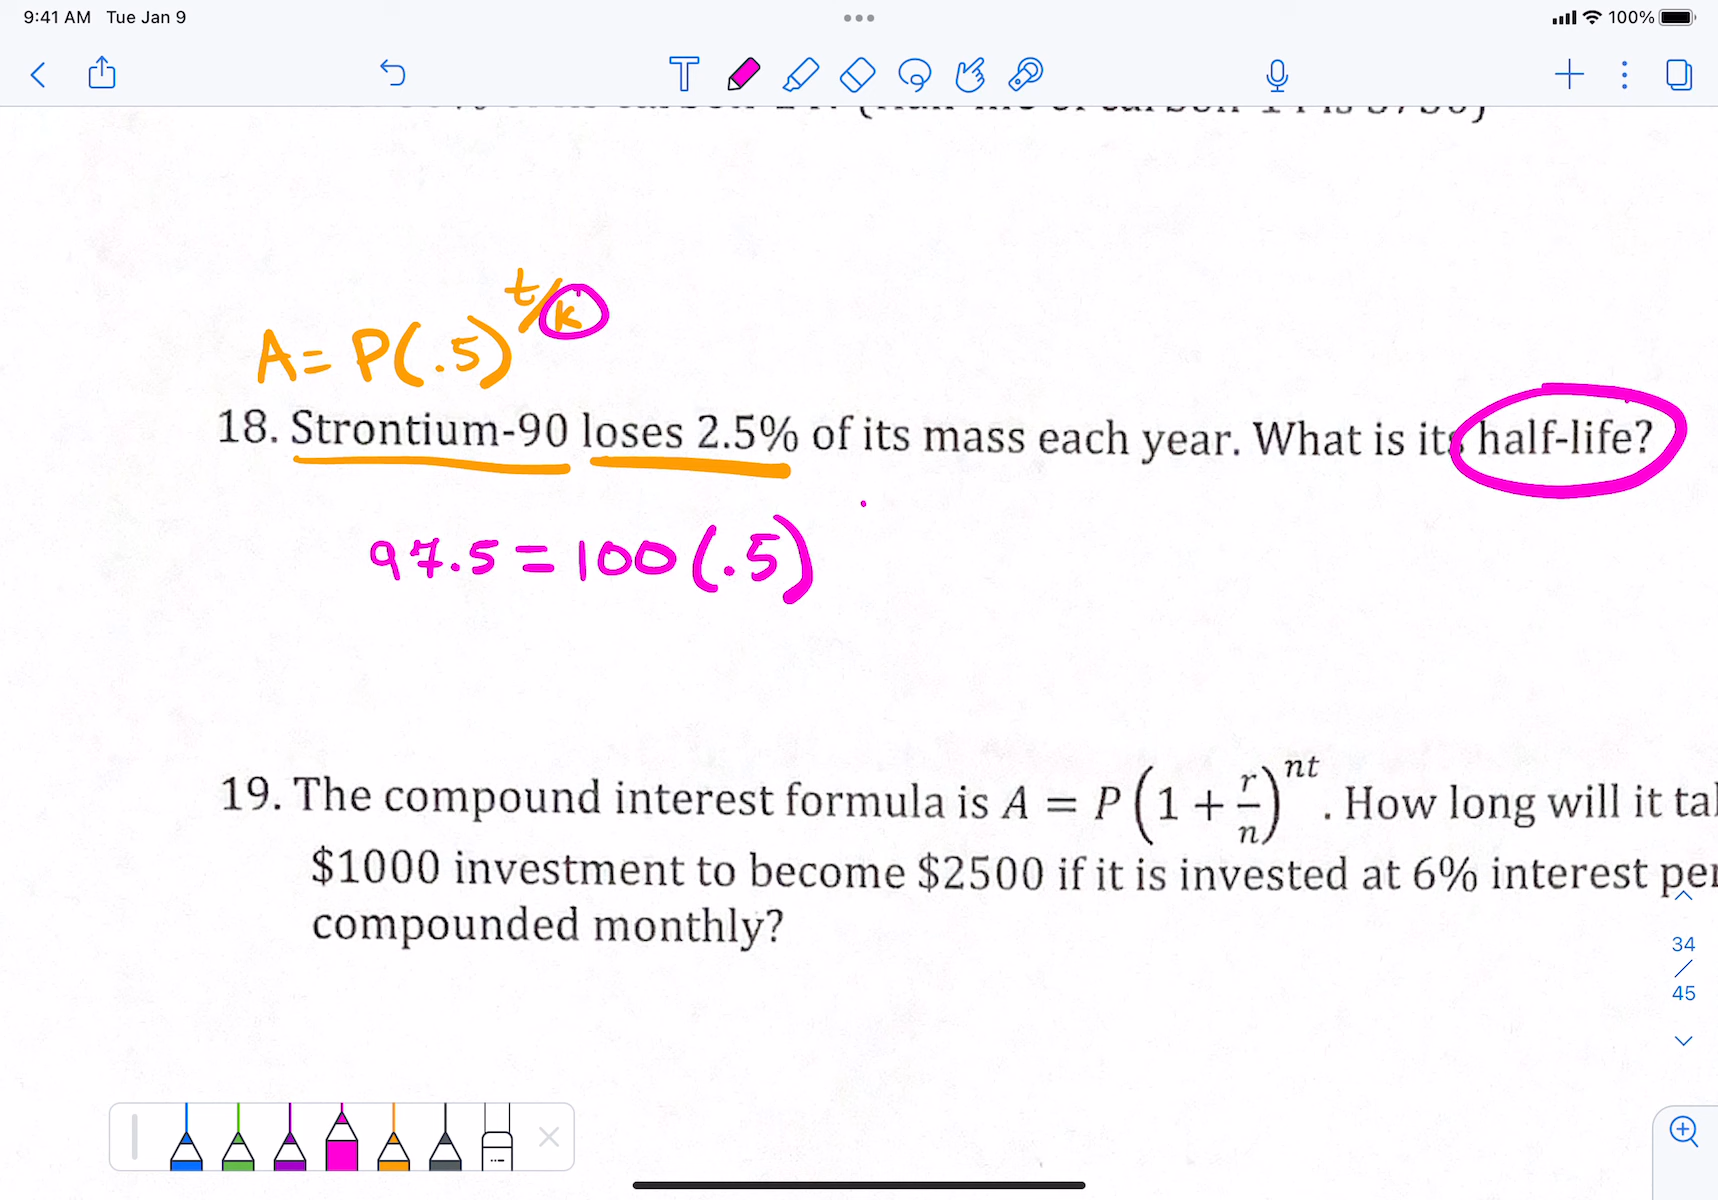 9:41 AM Tue Jan 9
100%
T
A = P(.5)^t/k
18. Strontium-90 loses 2.5% of its mass each year. What is its half-life?
97.5 = 100(.5)
19. The compound interest formula is A = P(1 + r/n)^nt. How long will it
$1000 investment to become $2500 if it is invested at 6% interest
compounded monthly?
34
/
45